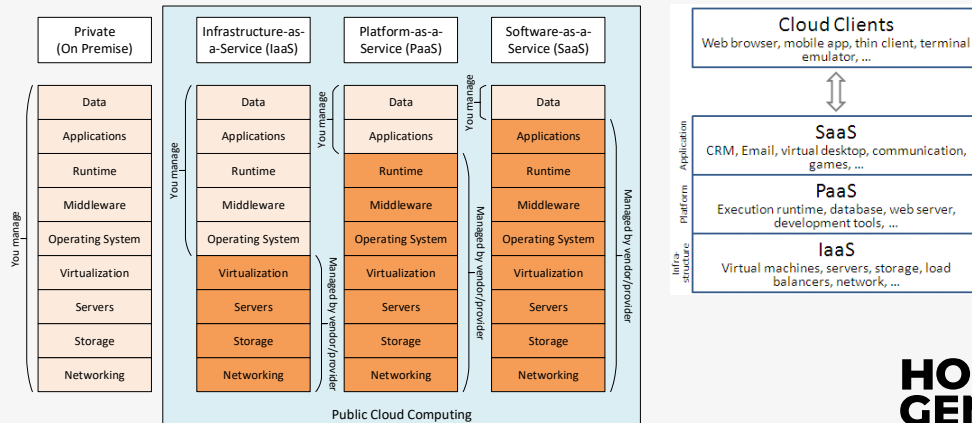 Private
(On Premise)
Infrastructure-as-
a-Service (IaaS)
Platform-as-a-
Service (PaaS)
Software-as-a-
Service (SaaS)
You manage
Data
Applications
Runtime
Middleware
Operating System
Virtualization
Servers
Storage
Networking
You manage
Data
Applications
Runtime
Middleware
Operating System
Virtualization
Servers
Storage
Networking
Managed by vendor/provider
You manage
Data
Applications
Runtime
Middleware
Operating System
Virtualization
Servers
Storage
Networking
Managed by vendor/provider
You manage
Data
Applications
Runtime
Middleware
Operating System
Virtualization
Servers
Storage
Networking
Managed by vendor/provider
Public Cloud Computing
Cloud Clients
Web browser, mobile app, thin client, terminal
emulator, ...
Application
SaaS
CRM, Email, virtual desktop, communication,
games, ...
Platform
PaaS
Execution runtime, database, web server,
development tools, ...
Infra-
structure
IaaS
Virtual machines, servers, storage, load
balancers, network, ...
HO
GEN